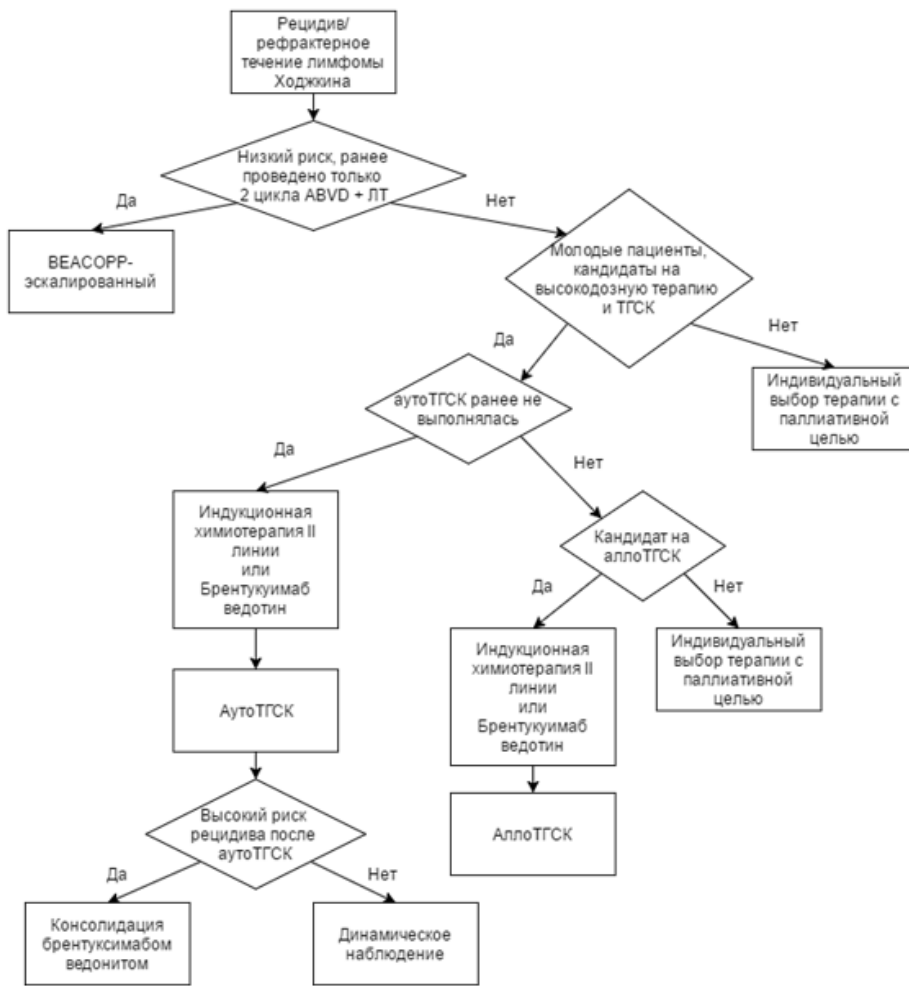 Рецидив/
рефрактерное
течение лимфомы
Ходжкина
Низкий риск, ранее
проведено только
2 цикла ABVD + ЛТ
Да
Нет
BEACOPP-
эскалированный
Молодые пациенты,
кандидаты на
высокодозную терапию
и ТГСК
Да
Нет
Индивидуальный
выбор терапии с
паллиативной
целью
аутоТГСК ранее не
выполнялась
Да
Нет
Индукционная
химиотерапия II
линии
или
Брентукуимаб
ведотин
Кандидат на
аллоТГСК
Да
Нет
Индукционная
химиотерапия II
линии
или
Брентукуимаб
ведотин
Индивидуальный
выбор терапии с
паллиативной
целью
АутоТГСК
АллоТГСК
Высокий риск
рецидива после
аутоТГСК
Да
Нет
Консолидация
брентуксимабом
ведонитом
Динамическое
наблюдение